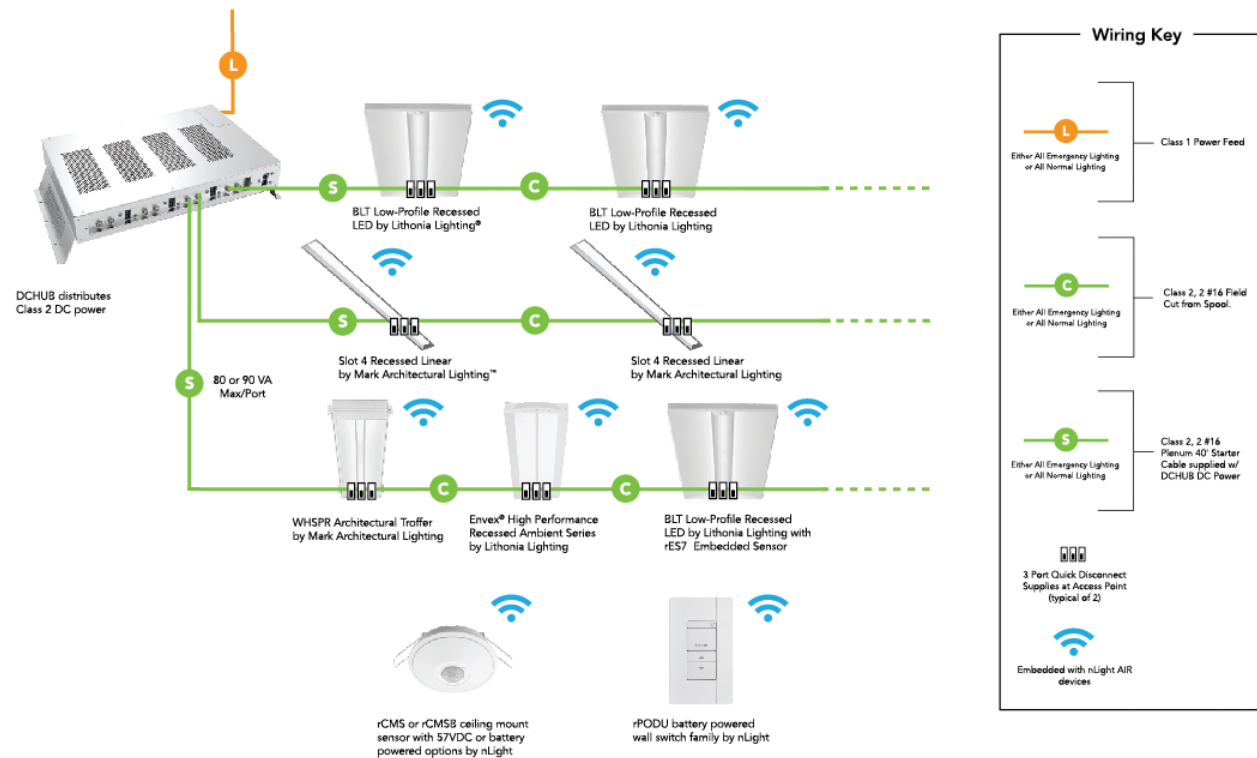 L
DCHUB distributes
Class 2 DC power
S
C
BLT Low-Profile Recessed
LED by Lithonia Lighting®
BLT Low-Profile Recessed
LED by Lithonia Lighting
S
C
Slot 4 Recessed Linear
by Mark Architectural Lighting™
Slot 4 Recessed Linear
by Mark Architectural Lighting
S
80 or 90 VA
Max/Port
C
C
WHSPR Architectural Troffer
by Mark Architectural Lighting
Envex® High Performance
Recessed Ambient Series
by Lithonia Lighting
BLT Low-Profile Recessed
LED by Lithonia Lighting with
rES7 Embedded Sensor
rCMS or rCMSB ceiling mount
sensor with 57VDC or battery
powered options by nLight
rPODU battery powered
wall switch family by nLight
Wiring Key
L
Either All Emergency Lighting
or All Normal Lighting
Class 1 Power Feed
C
Either All Emergency Lighting
or All Normal Lighting
Class 2, 2 #16 Field
Cut from Spool.
S
Either All Emergency Lighting
or All Normal Lighting
Class 2, 2 #16
Plenum 40' Starter
Cable supplied w/
DCHUB DC Power
3 Port Quick Disconnect
Supplies at Access Point
(typical of 2)
Embedded with nLight AIR
devices